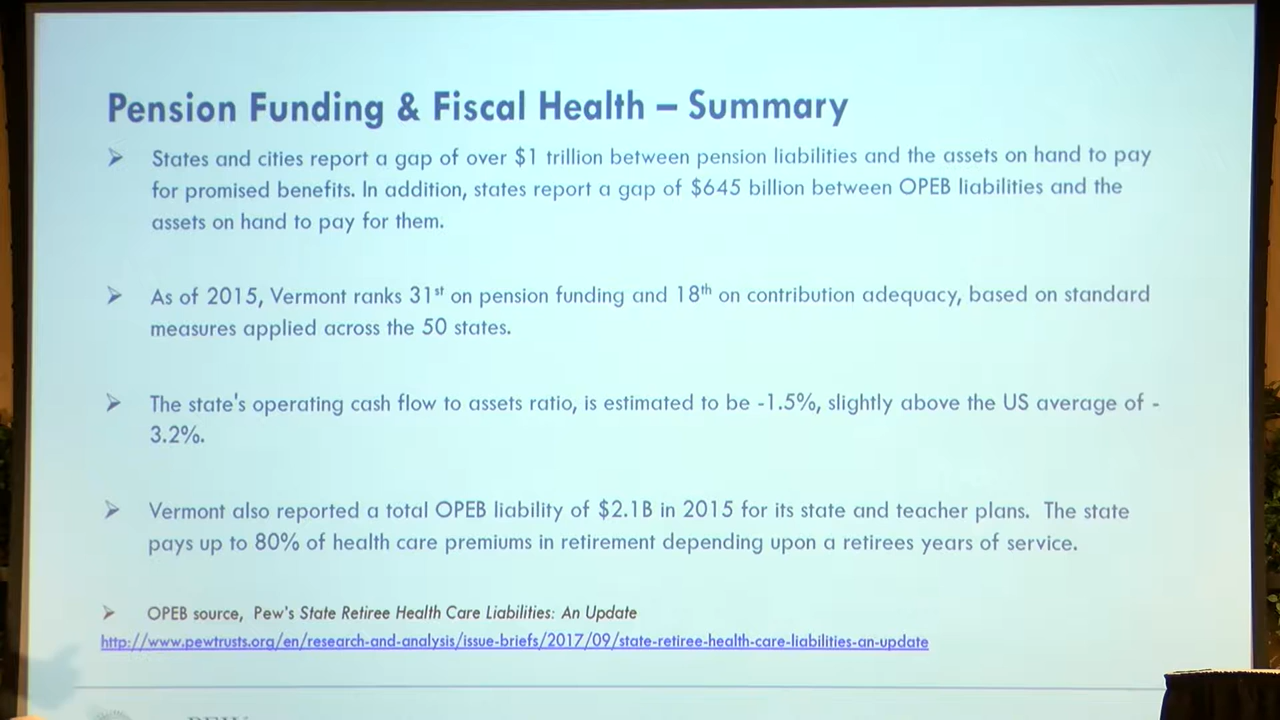 Pension Funding & Fiscal Health – Summary
➢ States and cities report a gap of over $1 trillion between pension liabilities and the assets on hand to pay
for promised benefits. In addition, states report a gap of $645 billion between OPEB liabilities and the
assets on hand to pay for them.
➢ As of 2015, Vermont ranks 31st on pension funding and 18th on contribution adequacy, based on standard
measures applied across the 50 states.
➢ The state's operating cash flow to assets ratio, is estimated to be -1.5%, slightly above the US average of -
3.2%.
➢ Vermont also reported a total OPEB liability of $2.1B in 2015 for its state and teacher plans. The state
pays up to 80% of health care premiums in retirement depending upon a retirees years of service.
➢ OPEB source, Pew's State Retiree Health Care Liabilities: An Update
http://www.pewtrusts.org/en/research-and-analysis/issue-briefs/2017/09/state-retiree-health-care-liabilities-an-update